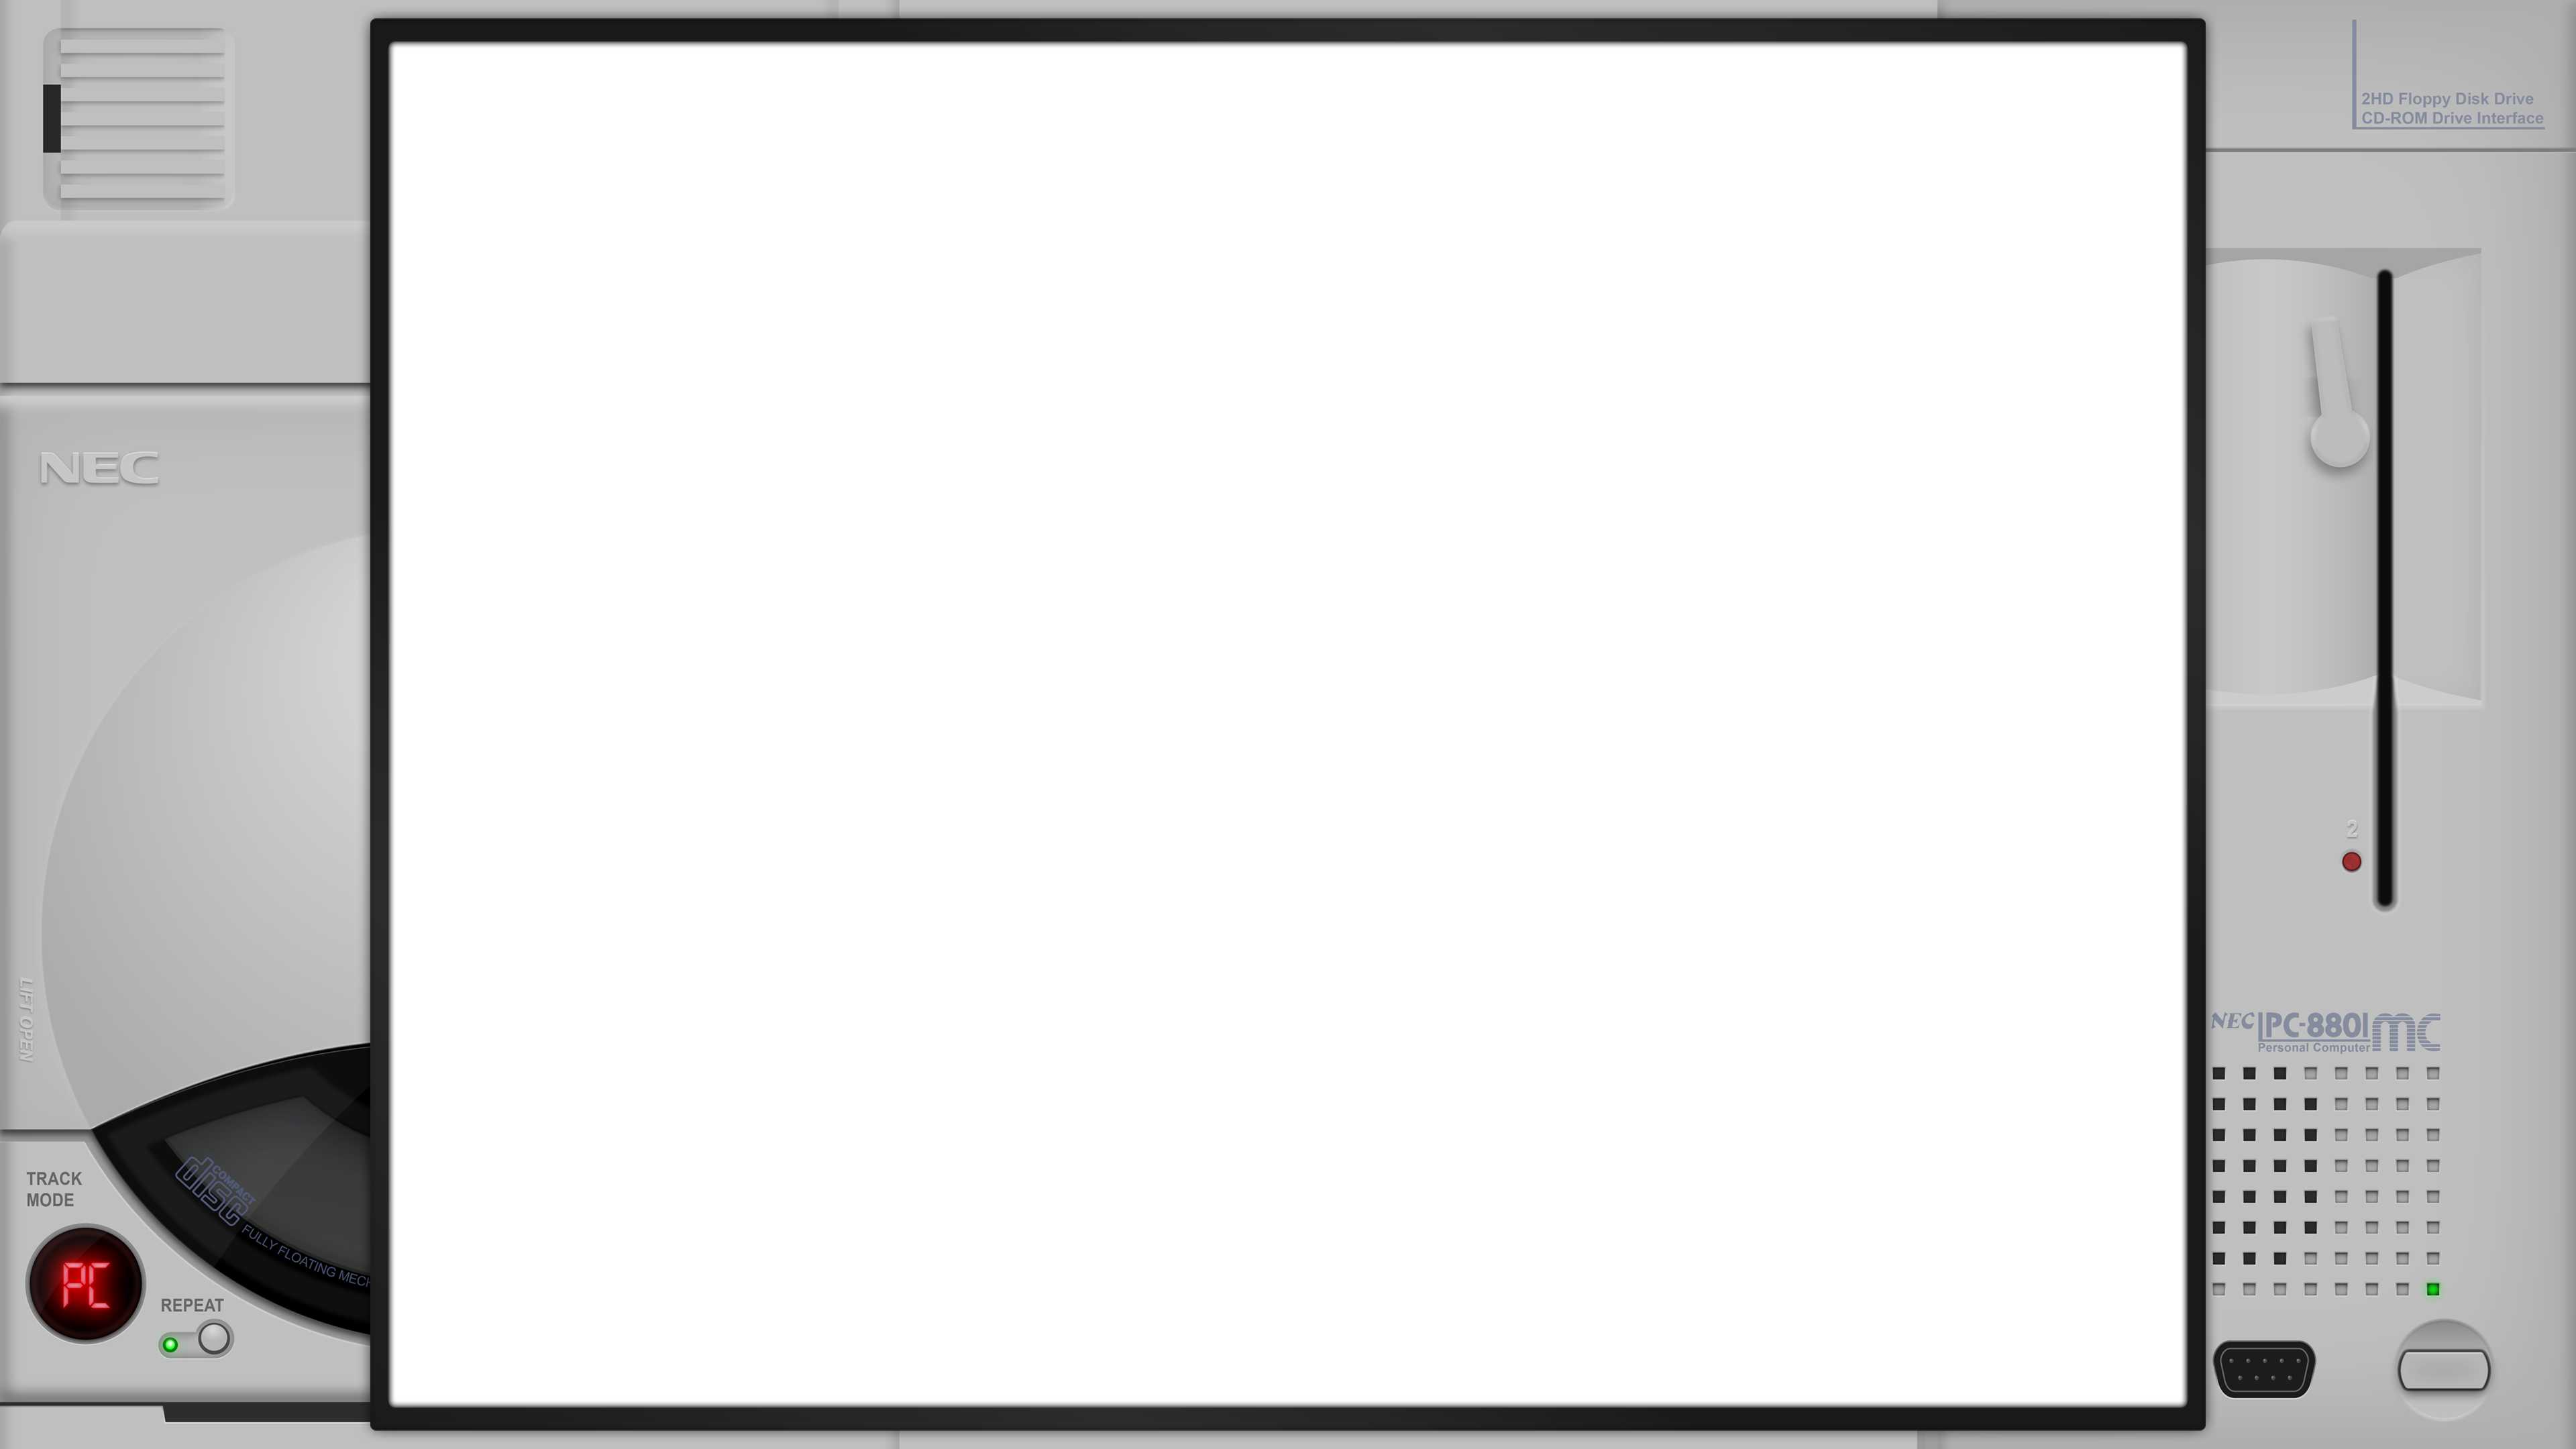 2HD Floppy Disk Drive
CD-ROM Drive Interface
NEC
2
LIFT OPEN
NEC PC-8801 mc
Personal Computer
COMPACT
disc
FULLY FLOATING MECH
TRACK
MODE
PC
REPEAT